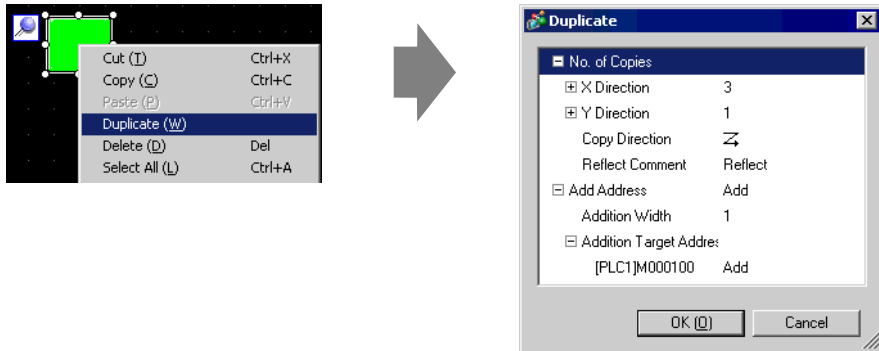 Cut (T) Ctrl+X
Copy (C) Ctrl+C
Paste (P) Ctrl+V
Duplicate (W)
Delete (D) Del
Select All (L) Ctrl+A
Duplicate
No. of Copies
X Direction 3
Y Direction 1
Copy Direction
Reflect Comment Reflect
Add Address Add
Addition Width 1
Addition Target Addres
[PLC1]M000100 Add
OK (O) Cancel